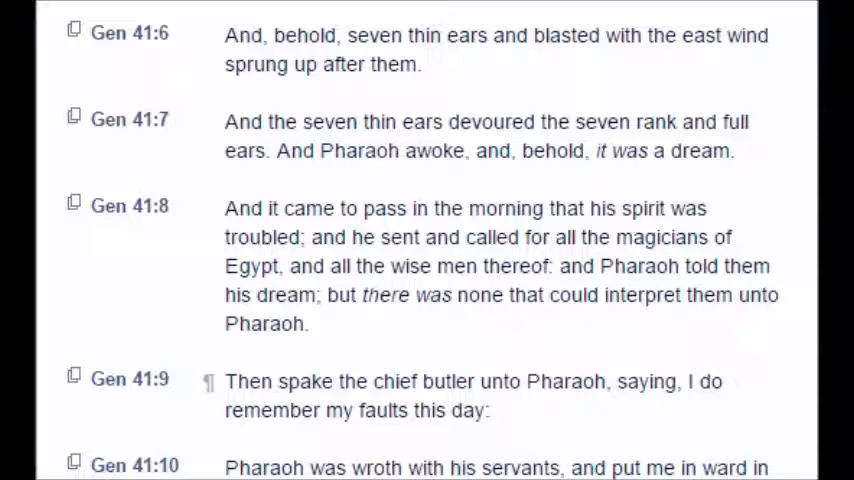 Gen 41:6 And, behold, seven thin ears and blasted with the east wind
sprung up after them.
Gen 41:7 And the seven thin ears devoured the seven rank and full
ears. And Pharaoh awoke, and, behold, it was a dream.
Gen 41:8 And it came to pass in the morning that his spirit was
troubled; and he sent and called for all the magicians of
Egypt, and all the wise men thereof: and Pharaoh told them
his dream; but there was none that could interpret them unto
Pharaoh.
Gen 41:9 ¶ Then spake the chief butler unto Pharaoh, saying, I do
remember my faults this day:
Gen 41:10 Pharaoh was wroth with his servants, and put me in ward in